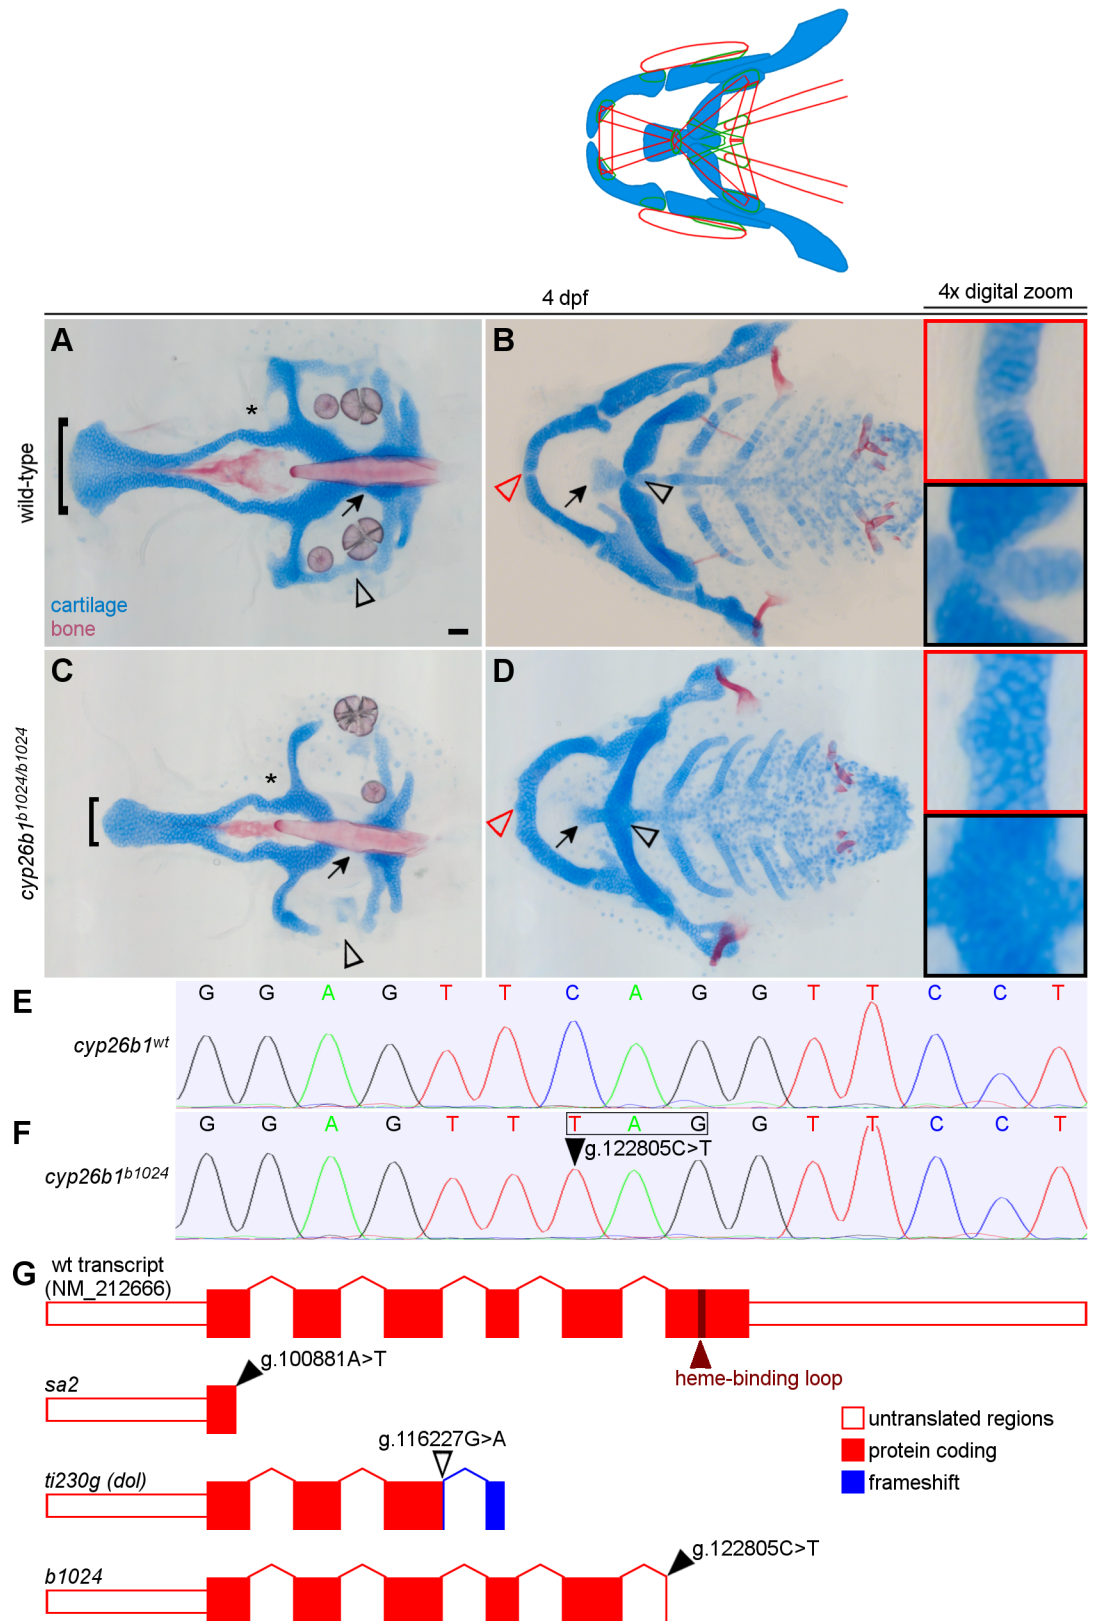 4 dpf
4x digital zoom
A
B
*
wild-type
cartilage
bone
C
D
*
cyp26b1b1024/b1024
E
G G A G T T C A G G T T C C T
cyp26b1wt
F
G G A G T T T A G G T T C C T
g.122805C>T
cyp26b1b1024
G
wt transcript
(NM_212666)
heme-binding loop
g.100881A>T
sa2
untranslated regions
g.116227G>A
protein coding
ti230g (dol)
frameshift
g.122805C>T
b1024